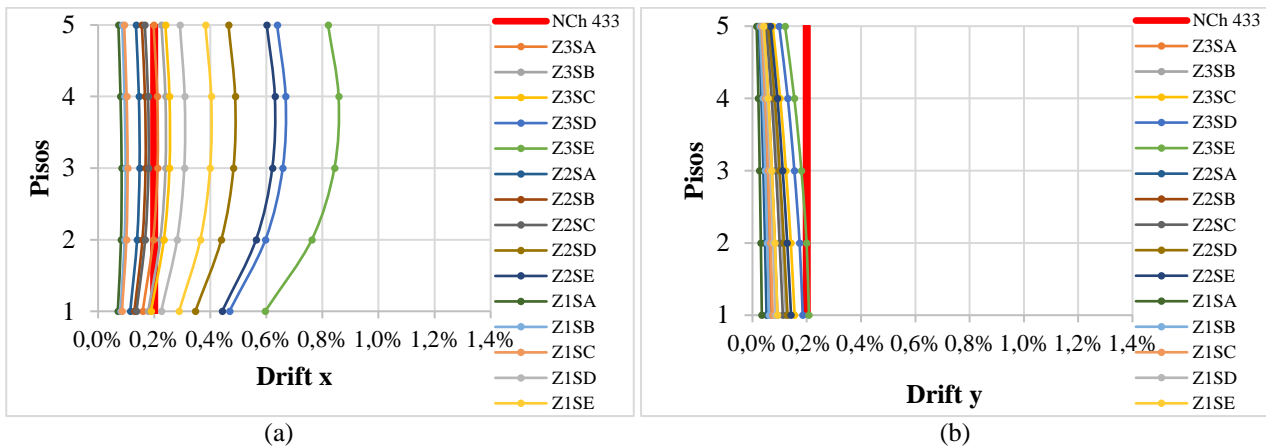 5
4
3
2
1
Pisos
0,0% 0,2% 0,4% 0,6% 0,8% 1,0% 1,2% 1,4%
Drift x
NCh 433
Z3SA
Z3SB
Z3SC
Z3SD
Z3SE
Z2SA
Z2SB
Z2SC
Z2SD
Z2SE
Z1SA
Z1SB
Z1SC
Z1SD
Z1SE
(a)
5
4
3
2
1
Pisos
0,0% 0,2% 0,4% 0,6% 0,8% 1,0% 1,2% 1,4%
Drift y
NCh 433
Z3SA
Z3SB
Z3SC
Z3SD
Z3SE
Z2SA
Z2SB
Z2SC
Z2SD
Z2SE
Z1SA
Z1SB
Z1SC
Z1SD
Z1SE
(b)